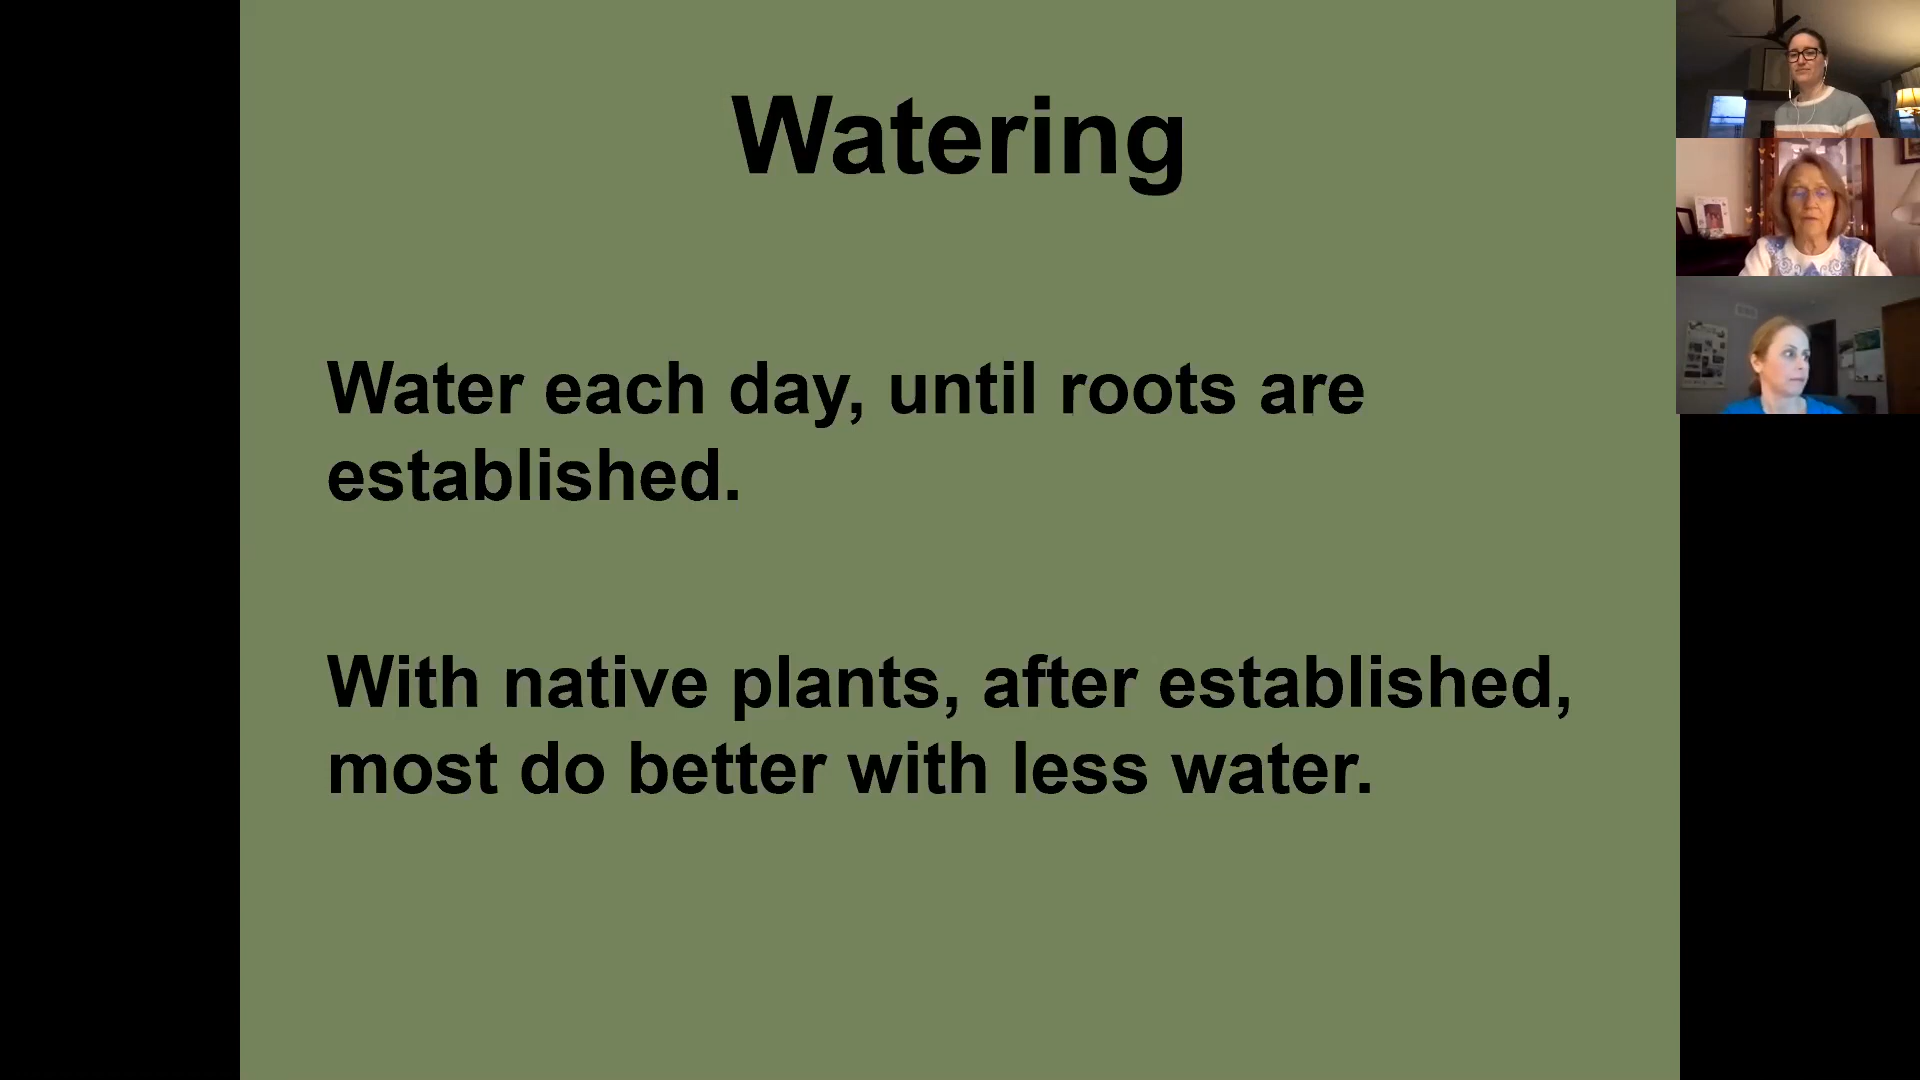 Watering
Water each day, until roots are
established.
With native plants, after established,
most do better with less water.